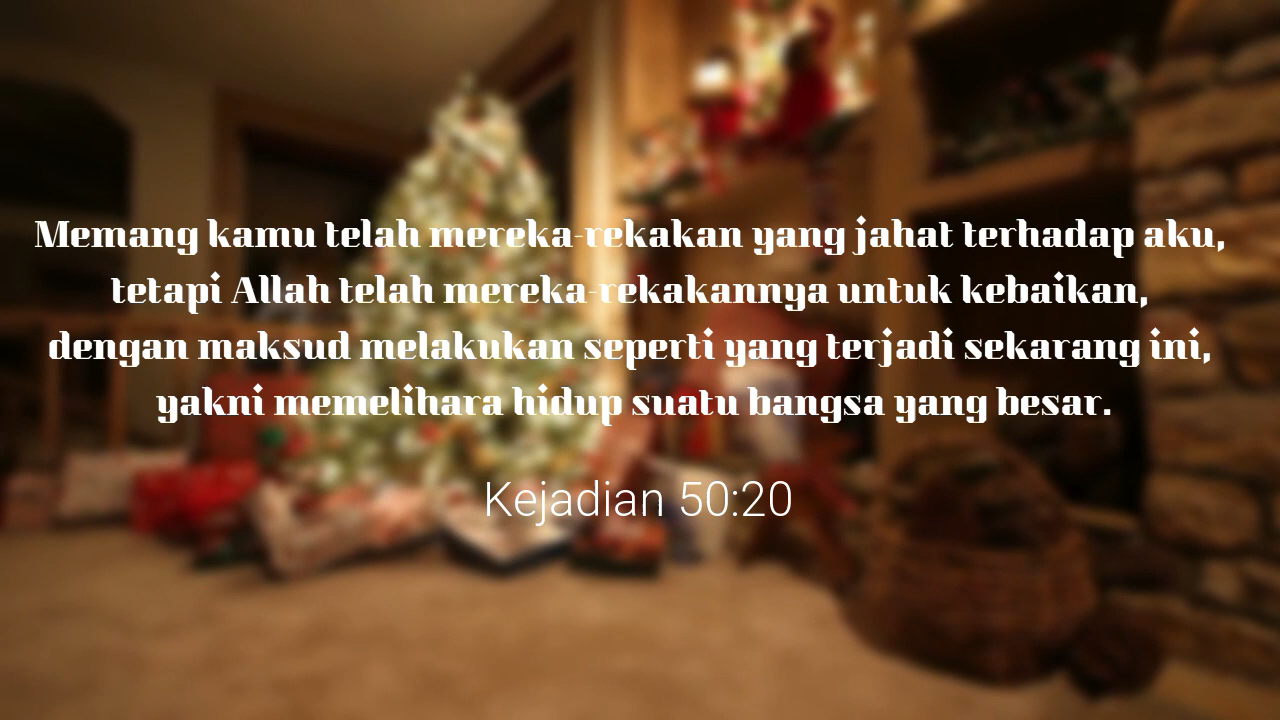 Memang kamu telah mereka-rekakan yang jahat terhadap aku,
tetapi Allah telah mereka-rekakannya untuk kebaikan,
dengan maksud melakukan seperti yang terjadi sekarang ini,
yakni memelihara hidup suatu bangsa yang besar.
Kejadian 50:20